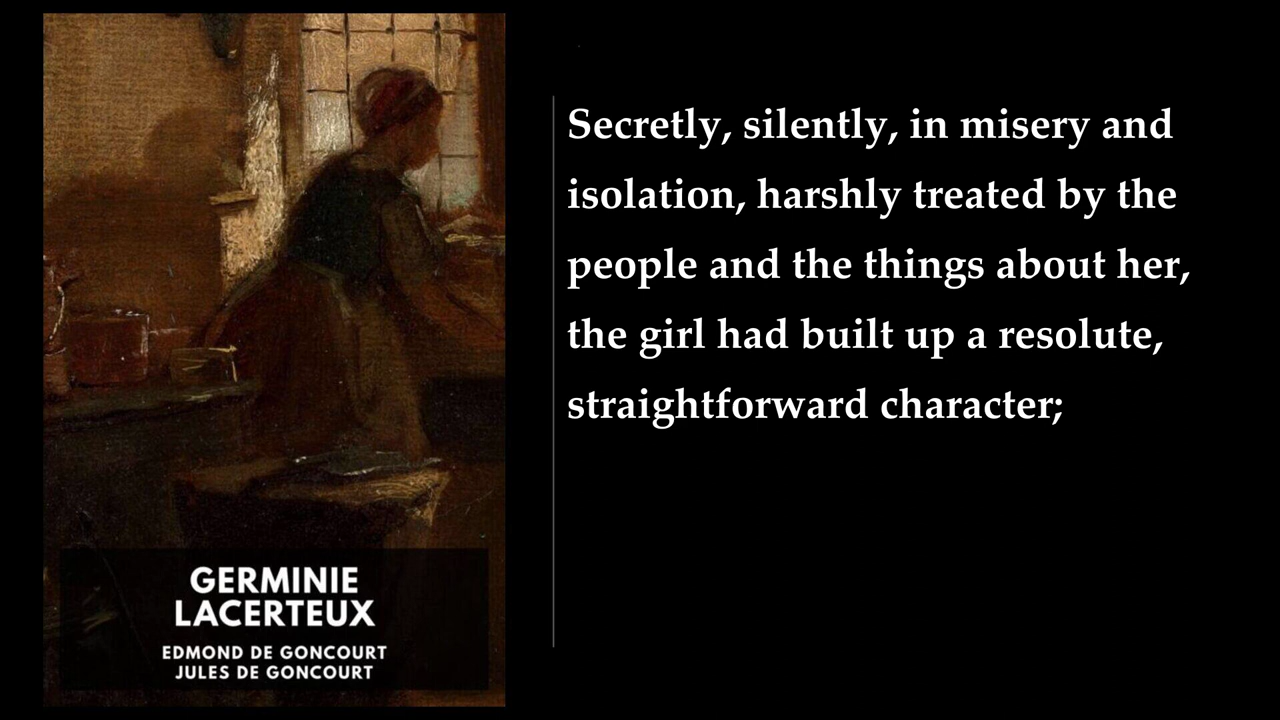 Secretly, silently, in misery and
isolation, harshly treated by the
people and the things about her,
the girl had built up a resolute,
straightforward character;
GERMINIE
LACERTEUX
EDMOND DE GONCOURT
JULES DE GONCOURT